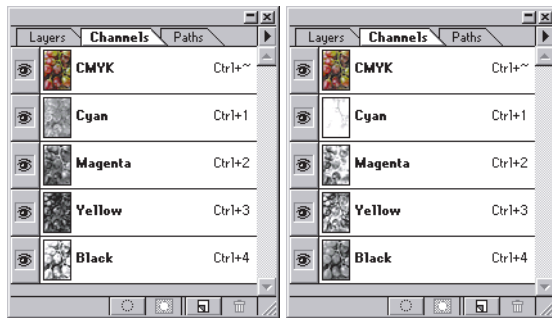 Layers Channels Paths
CMYK Ctrl+~
Cyan Ctrl+1
Magenta Ctrl+2
Yellow Ctrl+3
Black Ctrl+4
Layers Channels Paths
CMYK Ctrl+~
Cyan Ctrl+1
Magenta Ctrl+2
Yellow Ctrl+3
Black Ctrl+4